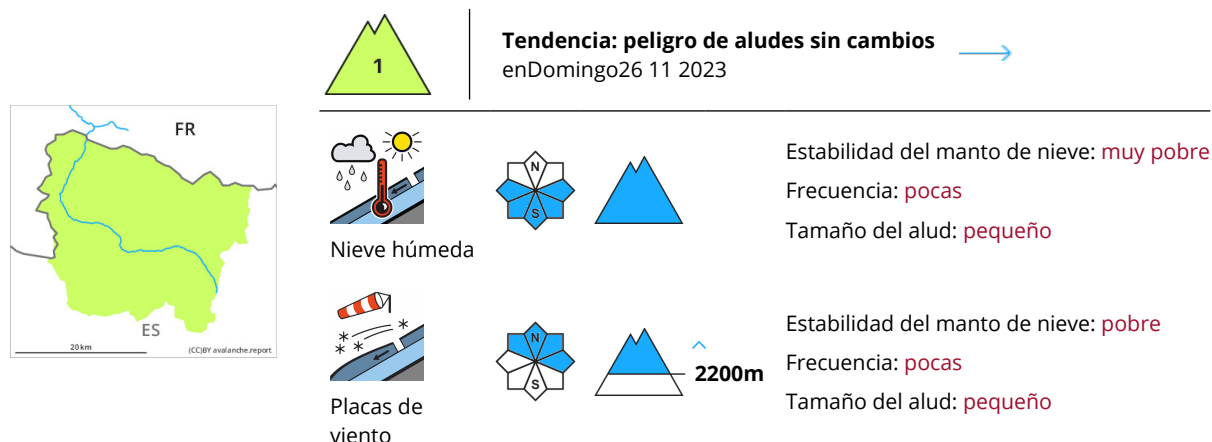 1
Tendencia: peligro de aludes sin cambios
enDomingo26 11 2023
FR
ES
20 km
(CC)BY avalanche.report
N
S
Nieve húmeda
Estabilidad del manto de nieve: muy pobre
Frecuencia: pocas
Tamaño del alud: pequeño
N
S
2200m
Placas de
viento
Estabilidad del manto de nieve: pobre
Frecuencia: pocas
Tamaño del alud: pequeño